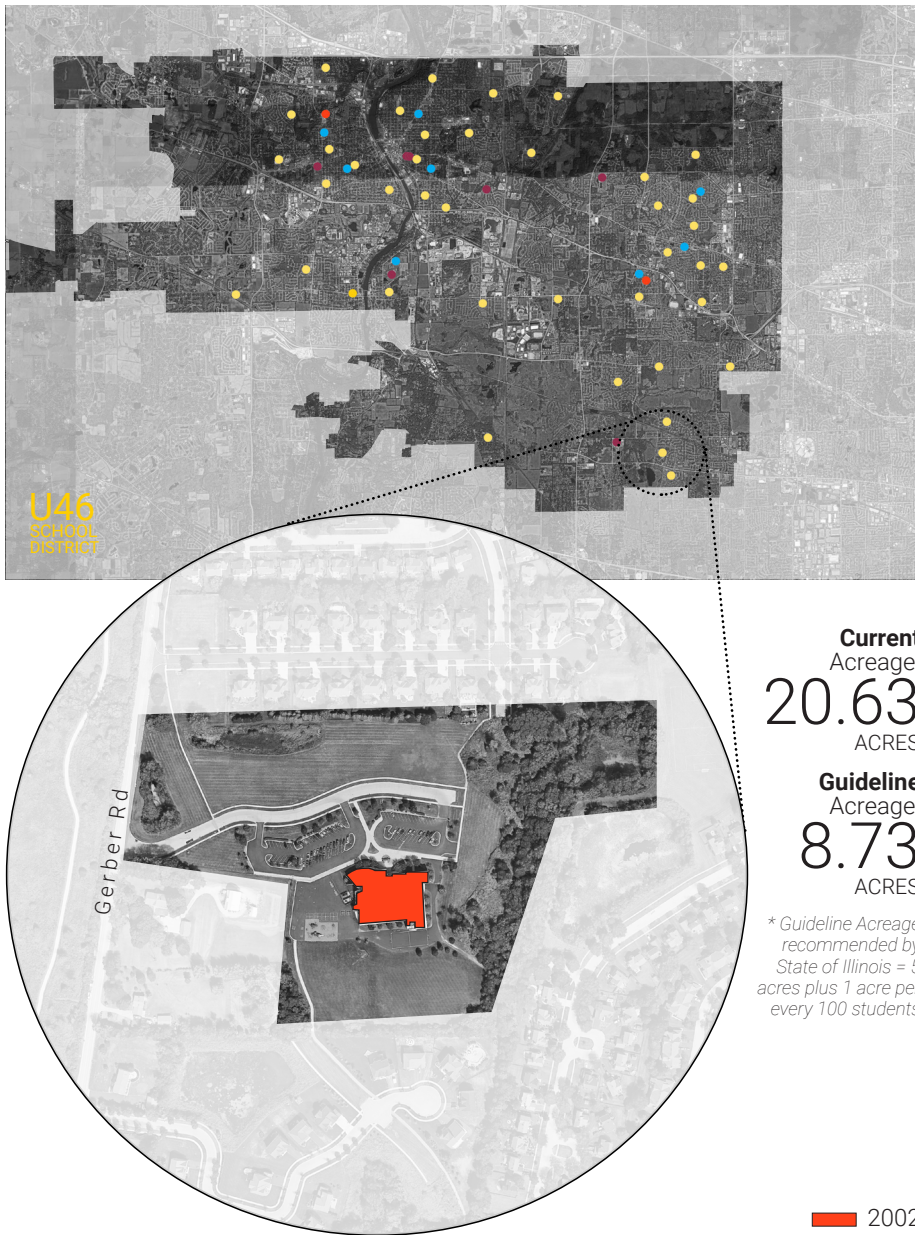 U46
SCHOOL
DISTRICT
Current
Acreage
20.63
ACRES
Guideline
Acreage
8.73
ACRES
* Guideline Acreage
recommended by
State of Illinois = 5
acres plus 1 acre per
every 100 students
Gerber Rd
2002